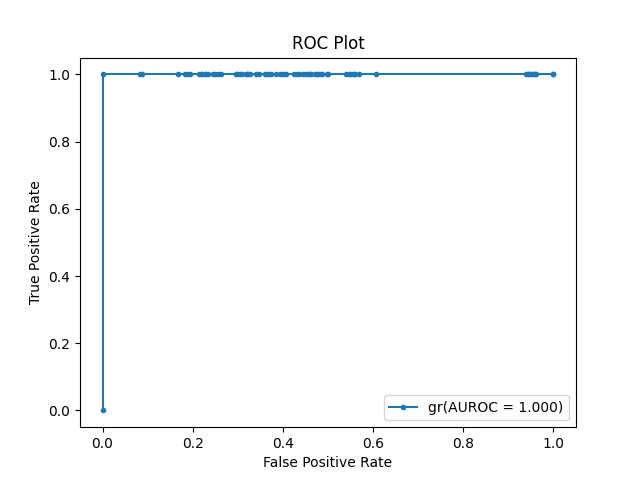 ROC Plot
True Positive Rate
1.0
0.8
0.6
0.4
0.2
0.0
gr(AUROC = 1.000)
0.0 0.2 0.4 0.6 0.8 1.0
False Positive Rate